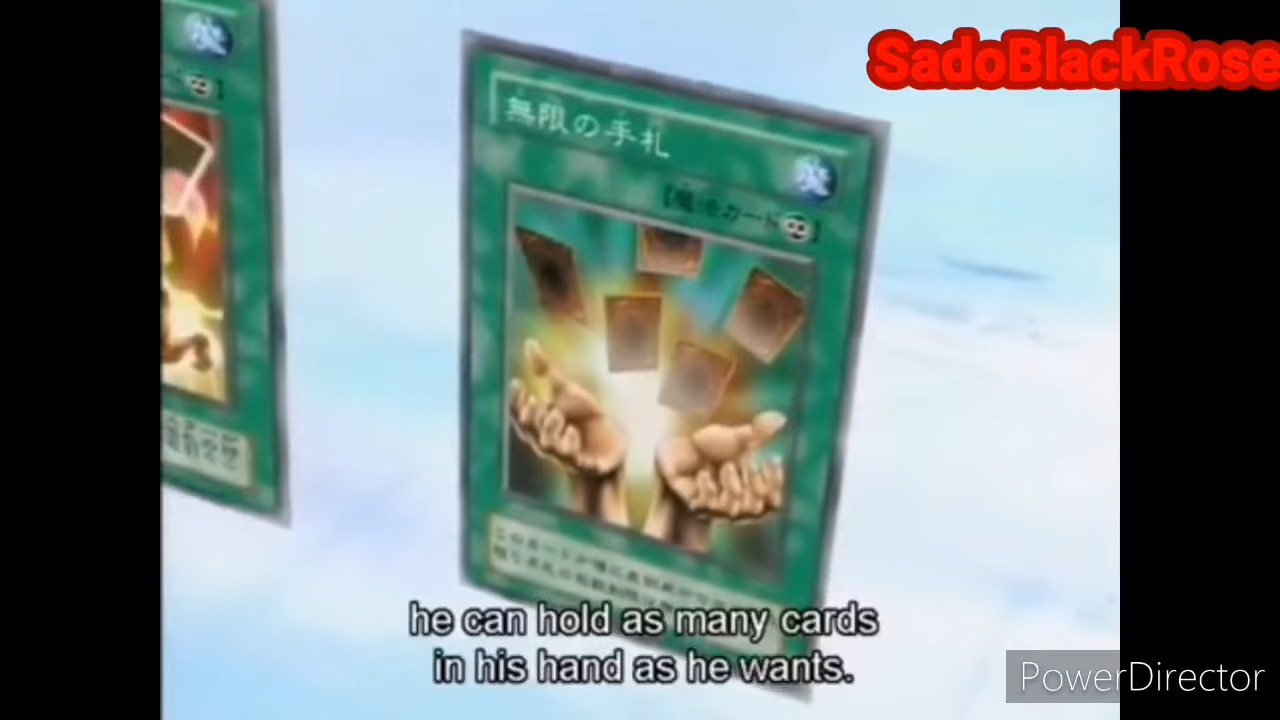 SadoBlackRose
無限の手札
[魔法カード∞]
he can hold as many cards
in his hand as he wants.
PowerDirector